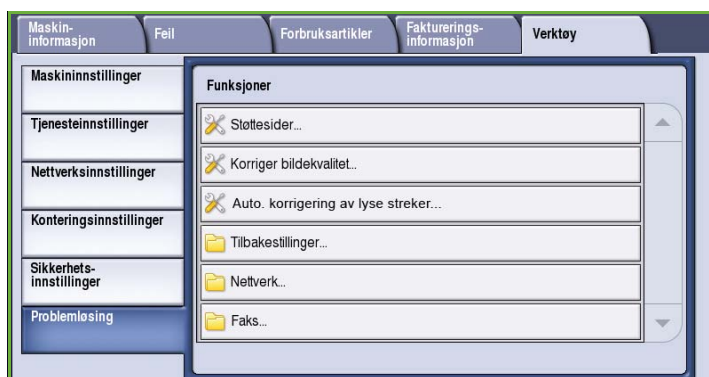 Maskin-
informasjon
Feil
Forbruksartikler
Fakturerings-
informasjon
Verktøy
Maskininnstillinger
Tjenesteinnstillinger
Nettverksinnstillinger
Konteringsinnstillinger
Sikkerhets-
innstillinger
Problemløsing
Funksjoner
Støttesider...
Korriger bildekvalitet...
Auto. korrigering av lyse streker...
Tilbakestillinger...
Nettverk...
Faks...